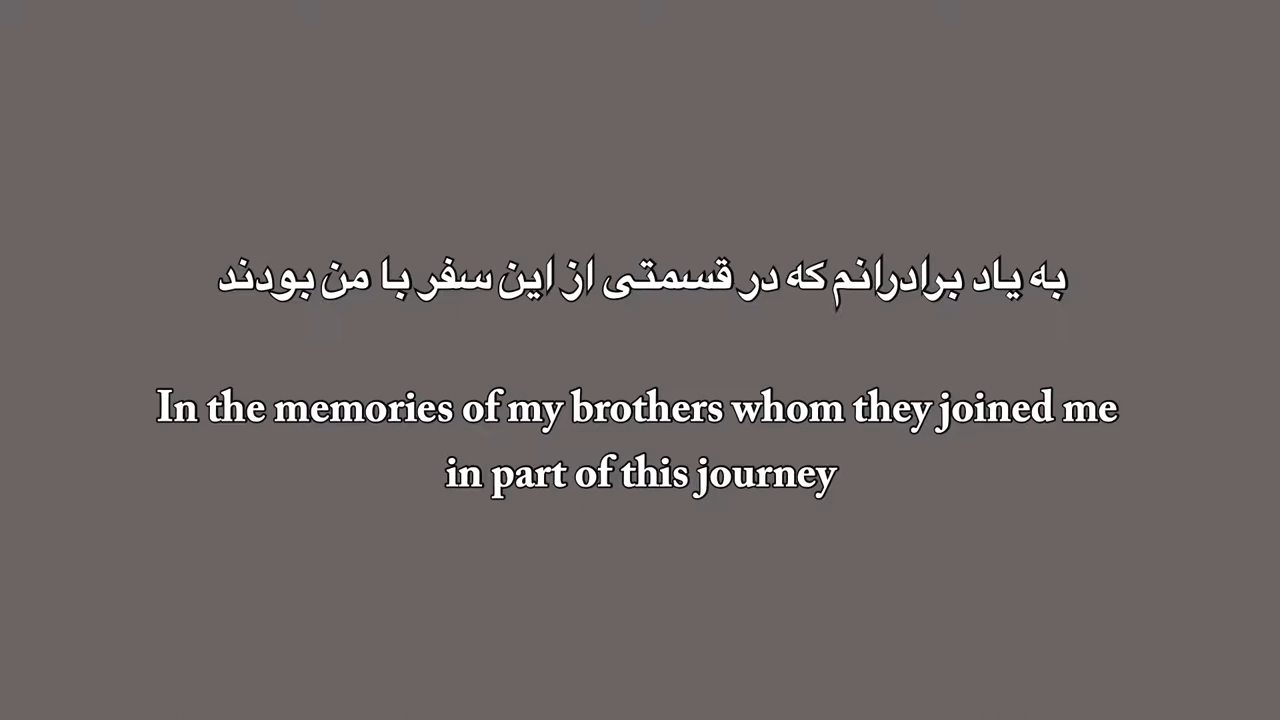 به یاد برادرانم که در قسمتی از این سفر با من بودند
In the memories of my brothers whom they joined me
in part of this journey